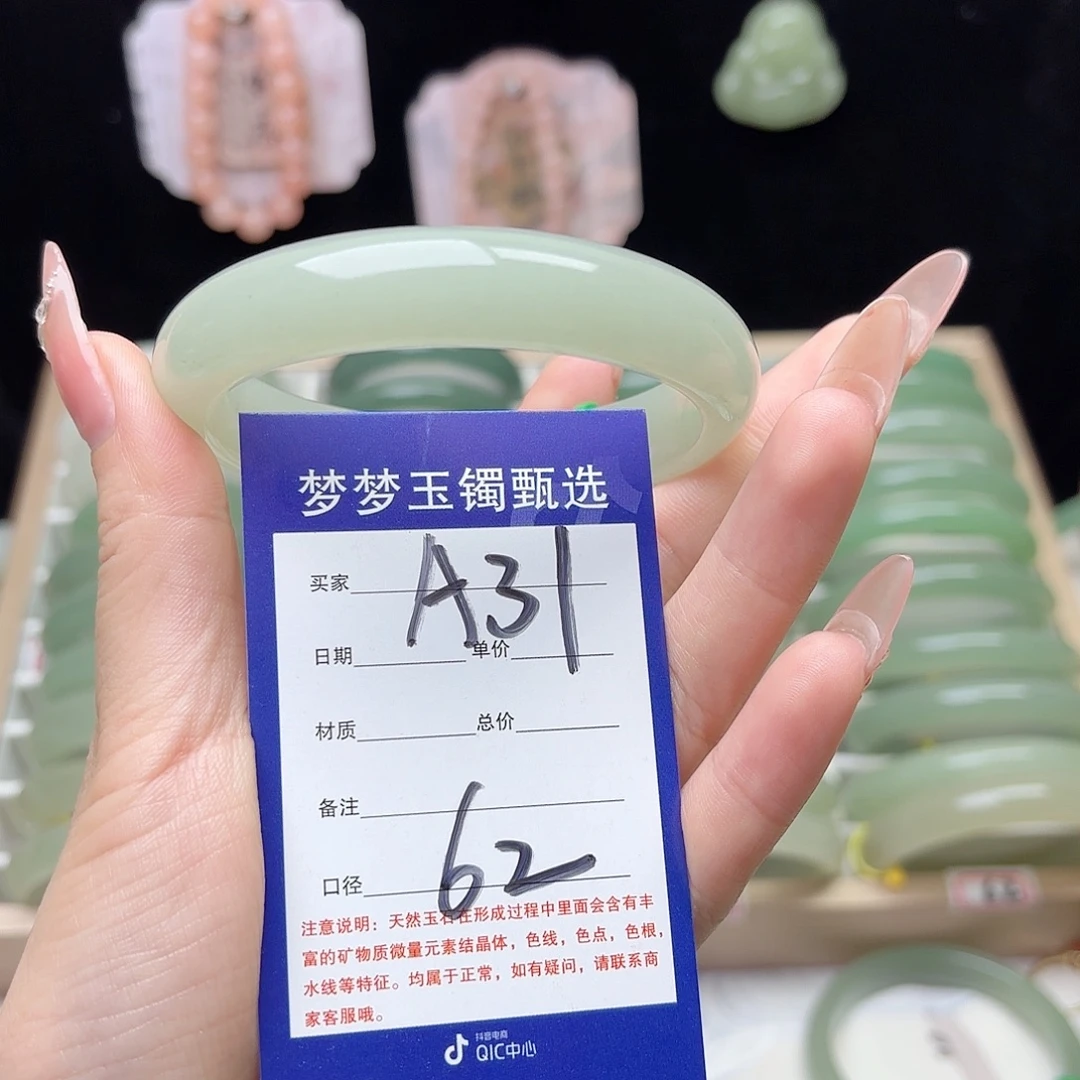 梦梦玉镯甄选
买家 A31
日期 单价
材质 总价
备注
口径 62
注意说明：天然玉石在形成过程中里面会含有丰
富的矿物质微量元素结晶体，色线，色点，色根，
水线等特征。均属于正常，如有疑问，请联系商
家客服哦。
抖音电商
QIC中心